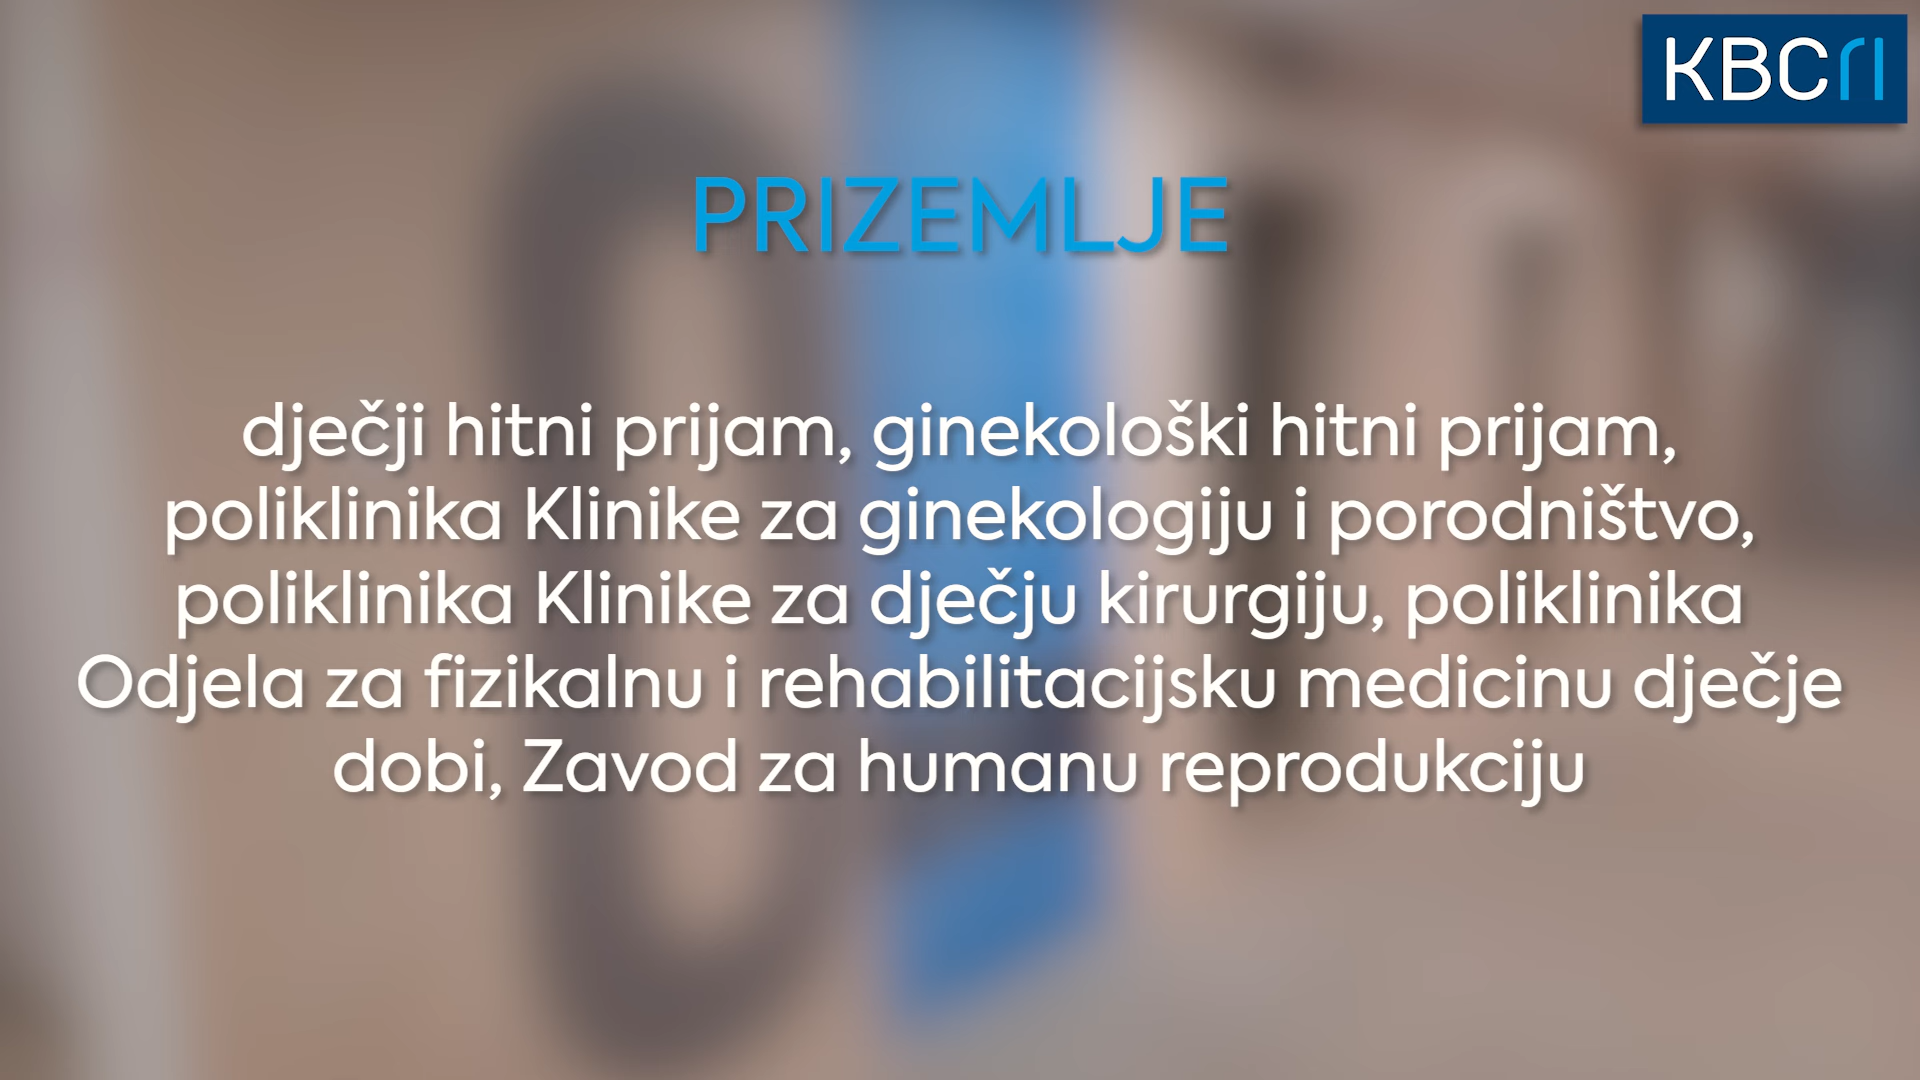 KBCRI
PRIZEMLJE
dječji hitni prijam, ginekološki hitni prijam,
poliklinika Klinike za ginekologiju i porodništvo,
poliklinika Klinike za dječju kirurgiju, poliklinika
Odjela za fizikalnu i rehabilitacijsku medicinu dječje
dobi, Zavod za humanu reprodukciju